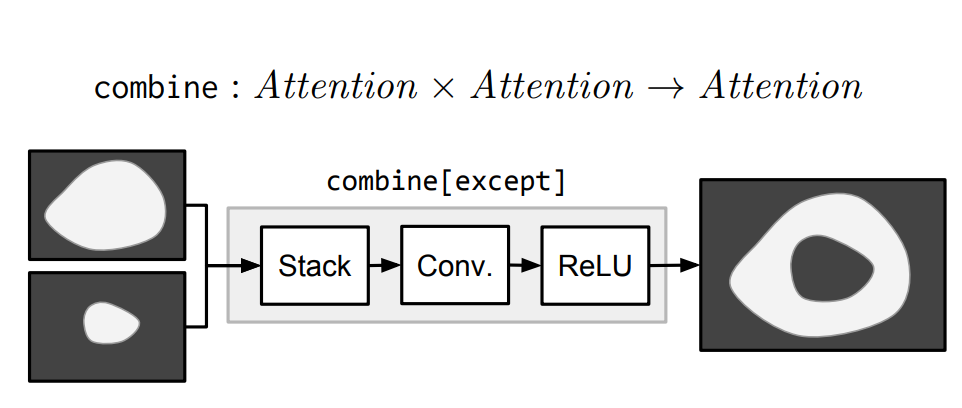 combine : Attention × Attention → Attention
combine[except]
Stack Conv. ReLU